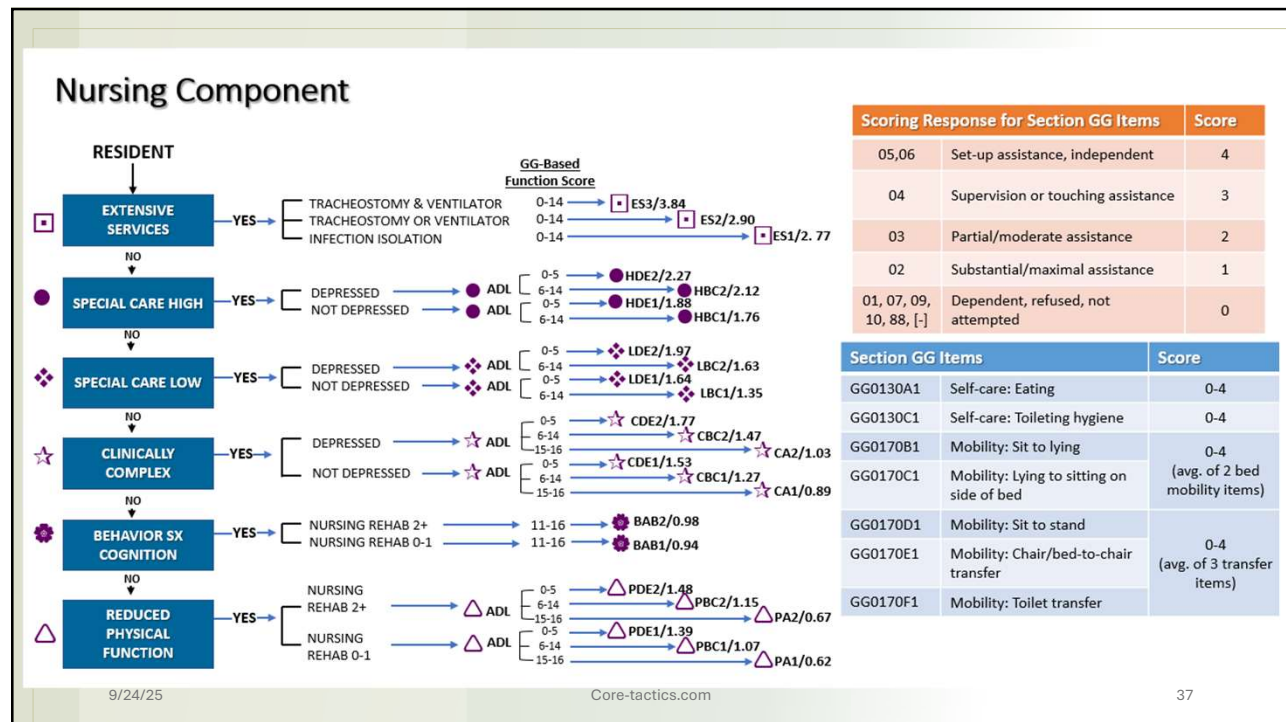 Nursing Component
RESIDENT
GG-Based
Function Score
EXTENSIVE
SERVICES
YES
TRACHEOSTOMY & VENTILATOR 0-14 ES3/3.84
TRACHEOSTOMY OR VENTILATOR 0-14 ES2/2.90
INFECTION ISOLATION 0-14 ES1/2. 77
NO
SPECIAL CARE HIGH
YES
DEPRESSED ADL
0-5 HDE2/2.27
6-14 HBC2/2.12
NOT DEPRESSED ADL
0-5 HDE1/1.88
6-14 HBC1/1.76
NO
SPECIAL CARE LOW
YES
DEPRESSED ADL
0-5 LDE2/1.97
6-14 LBC2/1.63
NOT DEPRESSED ADL
0-5 LDE1/1.64
6-14 LBC1/1.35
NO
CLINICALLY
COMPLEX
YES
DEPRESSED ADL
0-5 CDE2/1.77
6-14 CBC2/1.47
15-16 CA2/1.03
NOT DEPRESSED ADL
0-5 CDE1/1.53
6-14 CBC1/1.27
15-16 CA1/0.89
NO
BEHAVIOR SX
COGNITION
YES
NURSING REHAB 2+ 11-16 BAB2/0.98
NURSING REHAB 0-1 11-16 BAB1/0.94
NO
REDUCED
PHYSICAL
FUNCTION
YES
NURSING
REHAB 2+
ADL
0-5 PDE2/1.48
6-14 PBC2/1.15
15-16 PA2/0.67
NURSING
REHAB 0-1
ADL
0-5 PDE1/1.39
6-14 PBC1/1.07
15-16 PA1/0.62
Scoring Response for Section GG Items Score
05,06 Set-up assistance, independent 4
04 Supervision or touching assistance 3
03 Partial/moderate assistance 2
02 Substantial/maximal assistance 1
01, 07, 09,
10, 88, [-]
Dependent, refused, not
attempted
0
Section GG Items Score
GG0130A1 Self-care: Eating 0-4
GG0130C1 Self-care: Toileting hygiene 0-4
GG0170B1 Mobility: Sit to lying
GG0170C1 Mobility: Lying to sitting on
side of bed
0-4
(avg. of 2 bed
mobility items)
GG0170D1 Mobility: Sit to stand
GG0170E1 Mobility: Chair/bed-to-chair
transfer
GG0170F1 Mobility: Toilet transfer
0-4
(avg. of 3 transfer
items)
9/24/25 Core-tactics.com 37